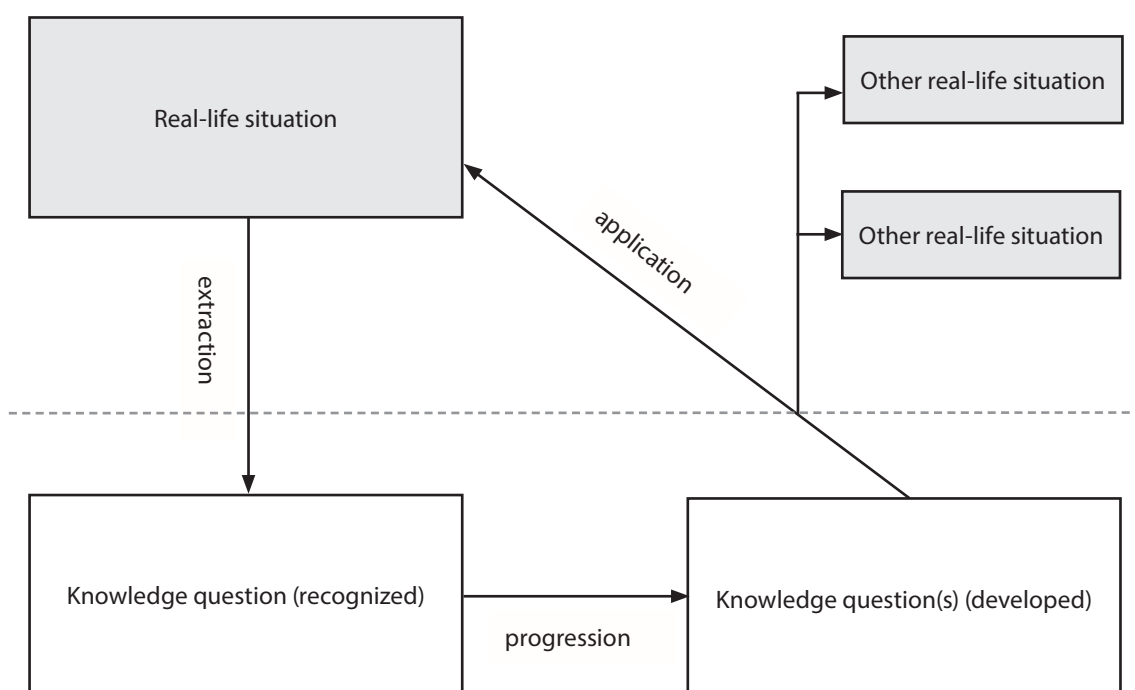 Real-life situation
Other real-life situation
Other real-life situation
application
extraction
Knowledge question (recognized)
progression
Knowledge question(s) (developed)